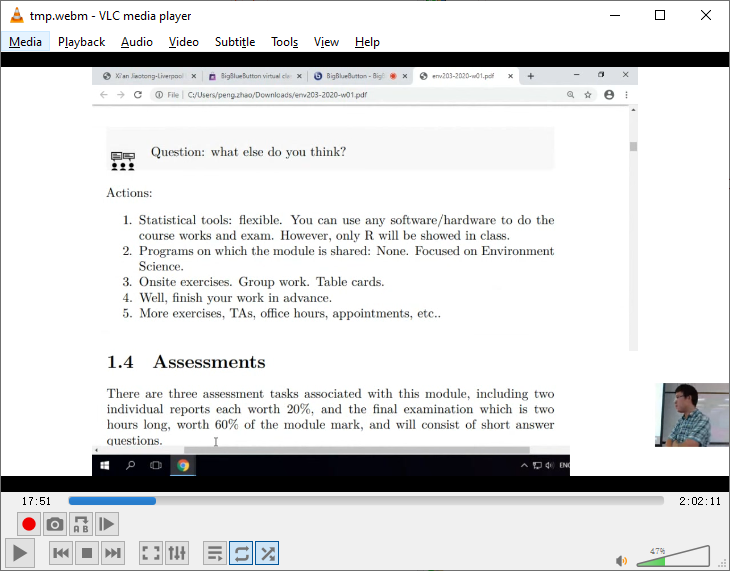 tmp.webm - VLC media player
Media Playback Audio Video Subtitle Tools View Help
Xi'an Jiaotong-Liverpool
BigBlueButton virtual cla
BigBlueButton - BigB
env203-2020-w01.pdf
File | C:/Users/peng.zhao/Downloads/env203-2020-w01.pdf
Question: what else do you think?
Actions:
1. Statistical tools: flexible. You can use any software/hardware to do the
course works and exam. However, only R will be showed in class.
2. Programs on which the module is shared: None. Focused on Environment
Science.
3. Onsite exercises. Group work. Table cards.
4. Well, finish your work in advance.
5. More exercises, TAs, office hours, appointments, etc..
1.4 Assessments
There are three assessment tasks associated with this module, including two
individual reports each worth 20%, and the final examination which is two
hours long, worth 60% of the module mark, and will consist of short answer
questions.
ENG
17:51
2:02:11
A B
47%